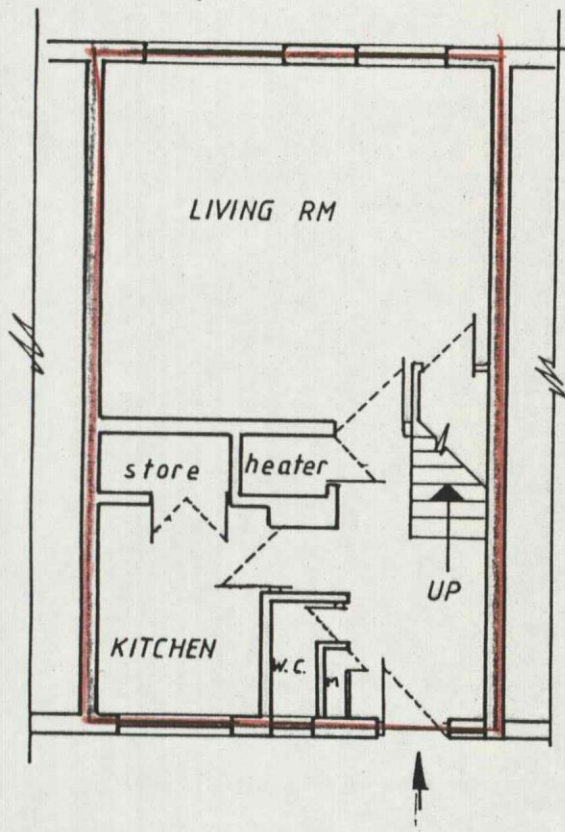 LIVING RM
store
heater
UP
KITCHEN
W.C.
M